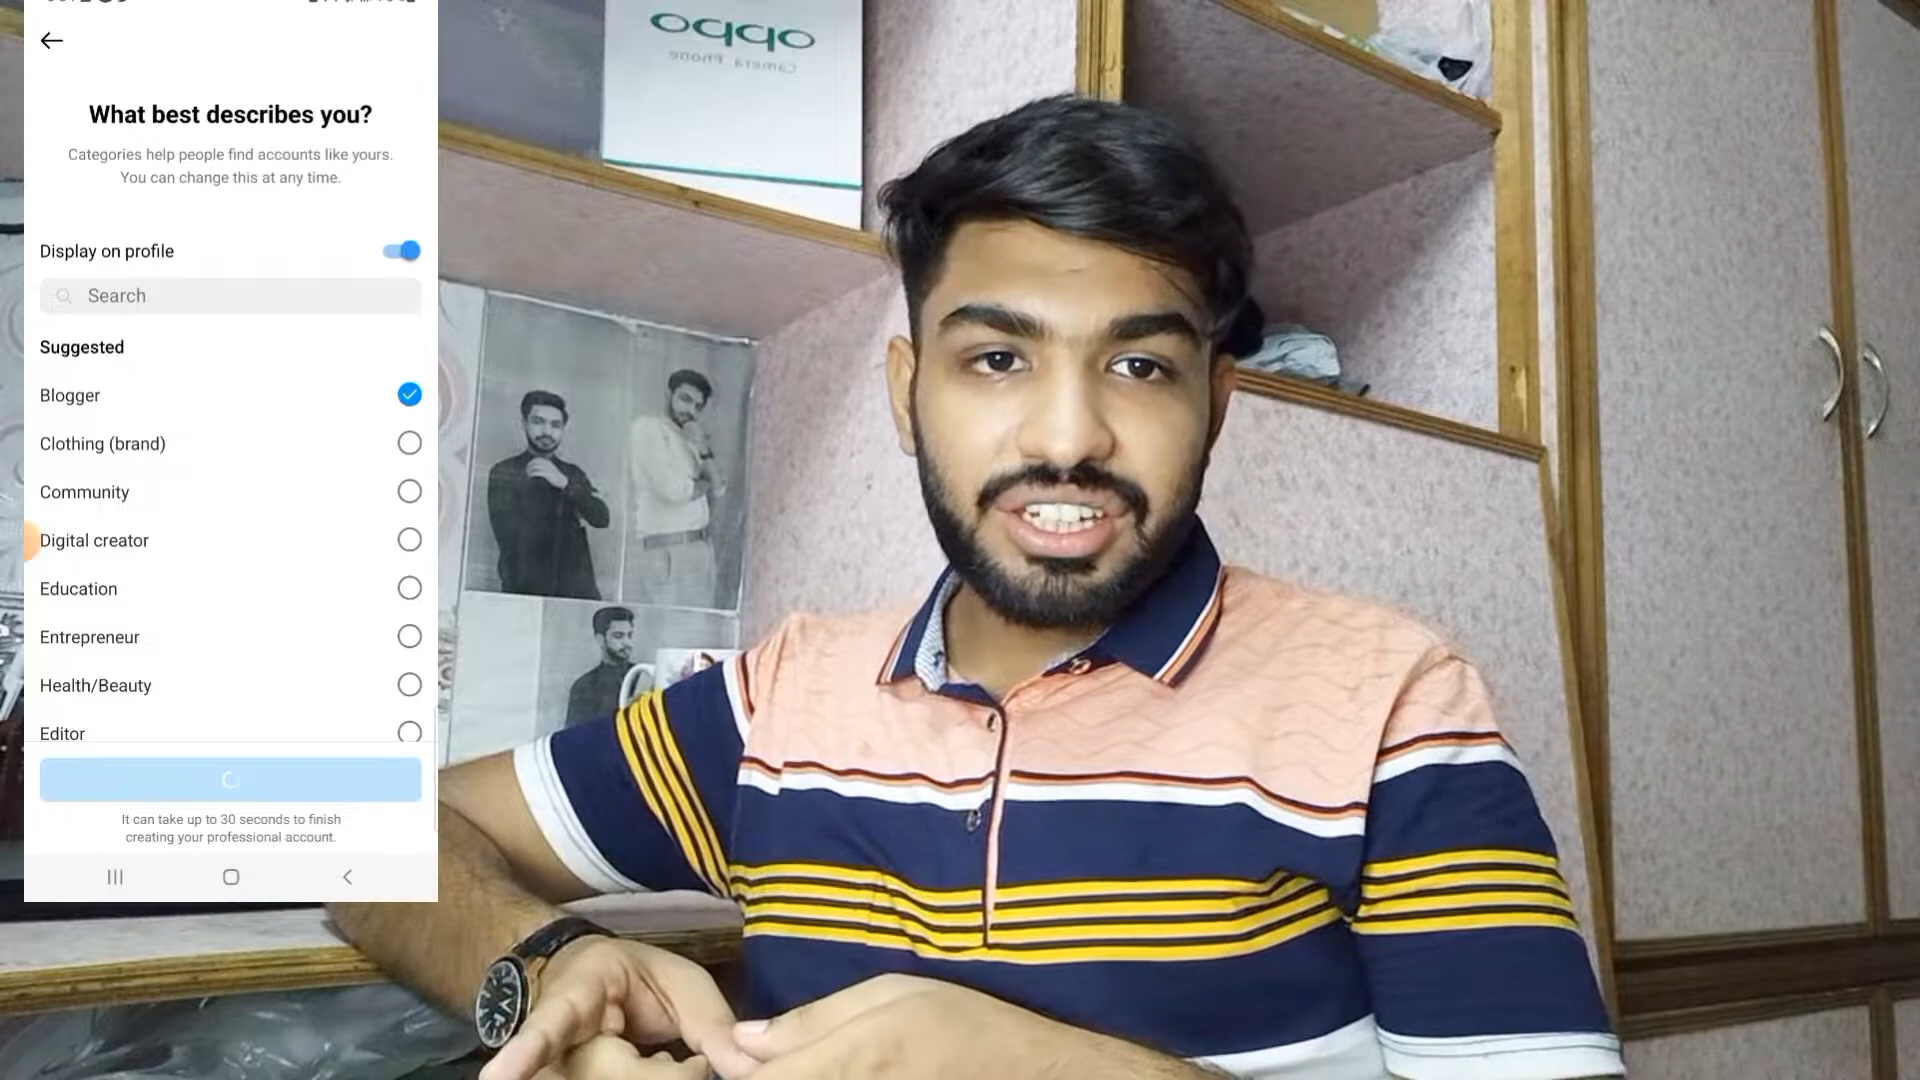 What best describes you?
Categories help people find accounts like yours.
You can change this at any time.
Display on profile
Search
Suggested
Blogger
Clothing (brand)
Community
Digital creator
Education
Entrepreneur
Health/Beauty
Editor
It can take up to 30 seconds to finish
creating your professional account.
oppo
Camera Phone